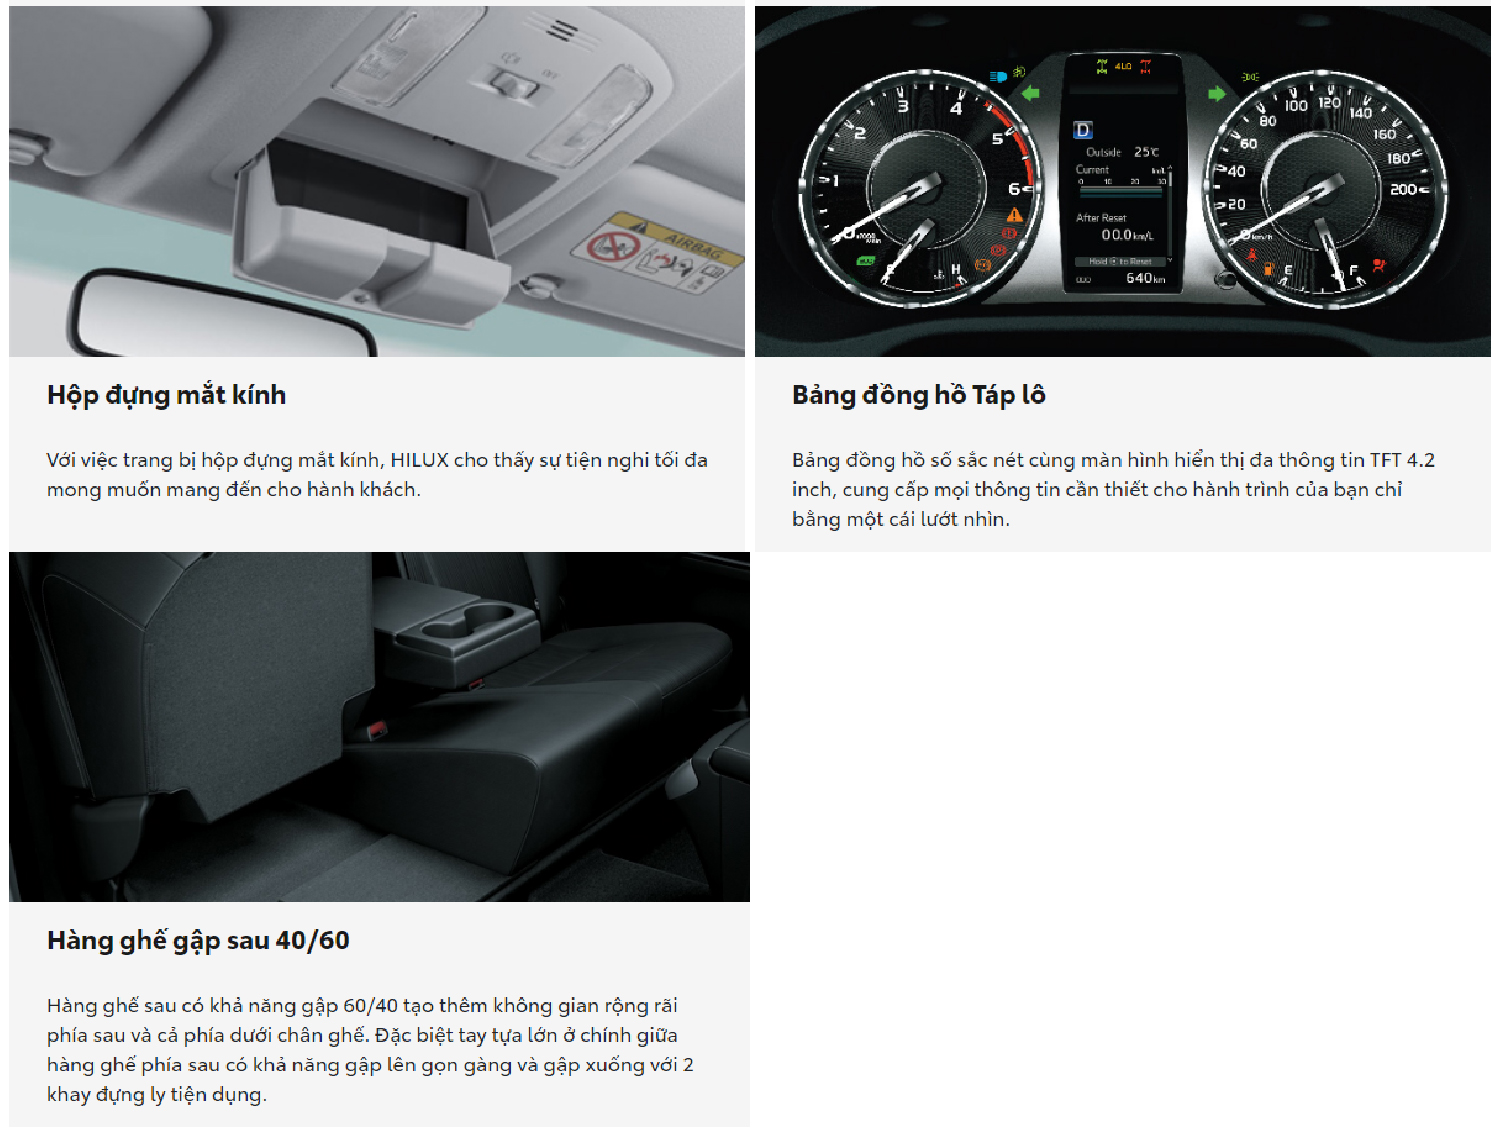 AIRBAG
Hộp đựng mắt kính
Với việc trang bị hộp đựng mắt kính, HILUX cho thấy sự tiện nghi tối đa
mong muốn mang đến cho hành khách.
4LO
D
Outside 25℃
Current km/L
0 10 20 30
After Reset
00.0 km/L
Hold to Reset
ODO 640 km
0 1 2 3 4 5 6
H
0 km/h 20 40 60 80 100 120 140 160 180 200
E F
Bảng đồng hồ Táp lô
Bảng đồng hồ số sắc nét cùng màn hình hiển thị đa thông tin TFT 4.2
inch, cung cấp mọi thông tin cần thiết cho hành trình của bạn chỉ
bằng một cái lướt nhìn.
Hàng ghế gập sau 40/60
Hàng ghế sau có khả năng gập 60/40 tạo thêm không gian rộng rãi
phía sau và cả phía dưới chân ghế. Đặc biệt tay tựa lớn ở chính giữa
hàng ghế phía sau có khả năng gập lên gọn gàng và gập xuống với 2
khay đựng ly tiện dụng.